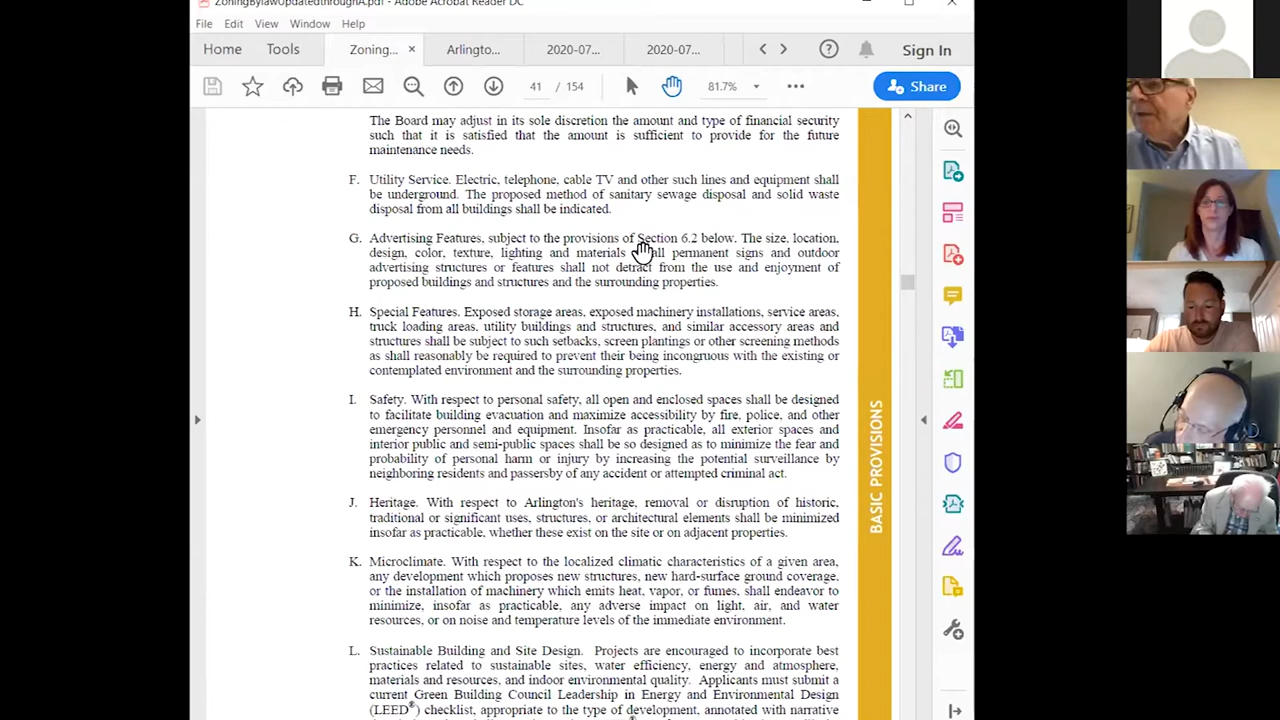 ZoningBylawUpdatedthroughA.pdf - Adobe Acrobat Reader DC
File Edit View Window Help
Home Tools Zoning... × Arlingto... 2020-07... 2020-07... Sign In
41 / 154 81.7% Share
The Board may adjust in its sole discretion the amount and type of financial security
such that it is satisfied that the amount is sufficient to provide for the future
maintenance needs.
F. Utility Service. Electric, telephone, cable TV and other such lines and equipment shall
be underground. The proposed method of sanitary sewage disposal and solid waste
disposal from all buildings shall be indicated.
G. Advertising Features, subject to the provisions of Section 6.2 below. The size, location,
design, color, texture, lighting and materials permanent signs and outdoor
advertising structures or features shall not detract from the use and enjoyment of
proposed buildings and structures and the surrounding properties.
H. Special Features. Exposed storage areas, exposed machinery installations, service areas,
truck loading areas, utility buildings and structures, and similar accessory areas and
structures shall be subject to such setbacks, screen plantings or other screening methods
as shall reasonably be required to prevent their being incongruous with the existing or
contemplated environment and the surrounding properties.
I. Safety. With respect to personal safety, all open and enclosed spaces shall be designed
to facilitate building evacuation and maximize accessibility by fire, police, and other
emergency personnel and equipment. Insofar as practicable, all exterior spaces and
interior public and semi-public spaces shall be so designed as to minimize the fear and
probability of personal harm or injury by increasing the potential surveillance by
neighboring residents and passersby of any accident or attempted criminal act.
J. Heritage. With respect to Arlington's heritage, removal or disruption of historic,
traditional or significant uses, structures, or architectural elements shall be minimized
insofar as practicable, whether these exist on the site or on adjacent properties.
K. Microclimate. With respect to the localized climatic characteristics of a given area,
any development which proposes new structures, new hard-surface ground coverage,
or the installation of machinery which emits heat, vapor, or fumes, shall endeavor to
minimize, insofar as practicable, any adverse impact on light, air, and water
resources, or on noise and temperature levels of the immediate environment.
L. Sustainable Building and Site Design. Projects are encouraged to incorporate best
practices related to sustainable sites, water efficiency, energy and atmosphere,
materials and resources, and indoor environmental quality. Applicants must submit a
current Green Building Council Leadership in Energy and Environmental Design
(LEED®) checklist, appropriate to the type of development, annotated with narrative
BASIC PROVISIONS